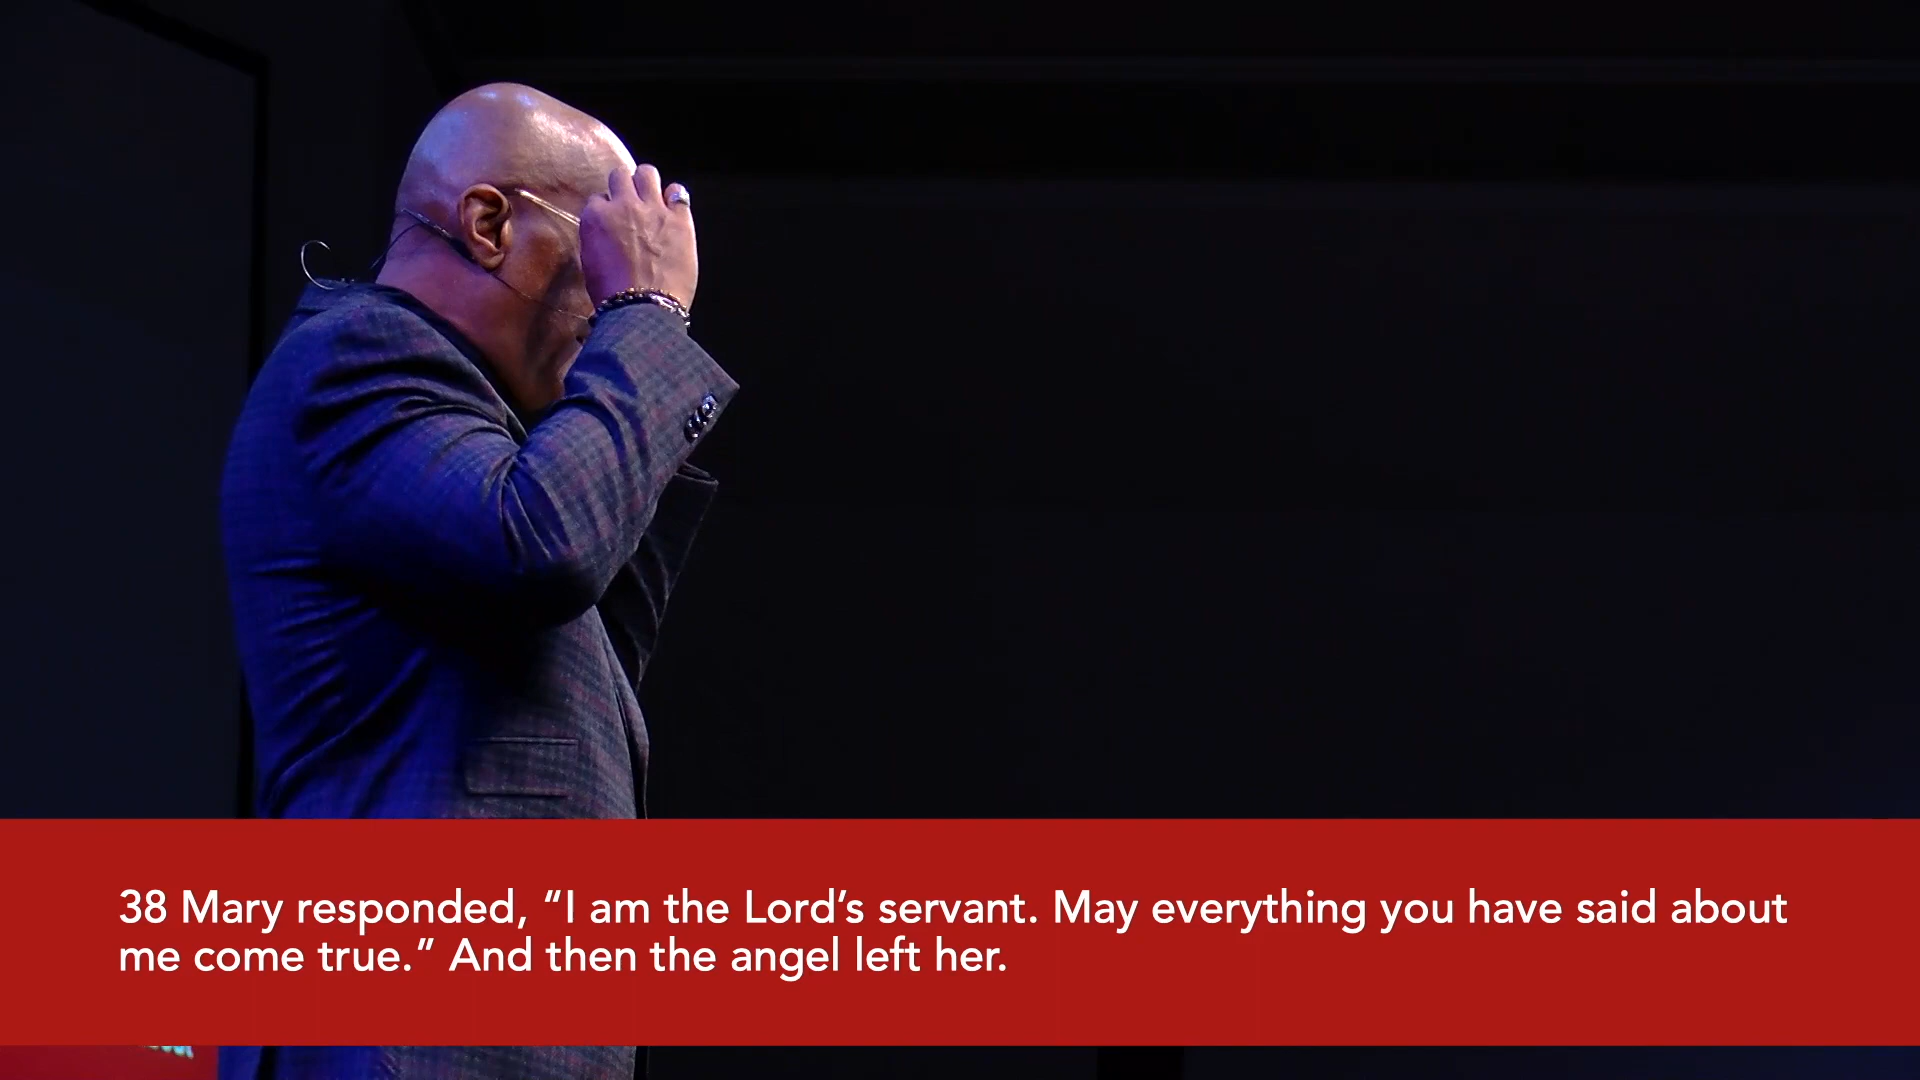 38 Mary responded, “I am the Lord’s servant. May everything you have said about
me come true.” And then the angel left her.